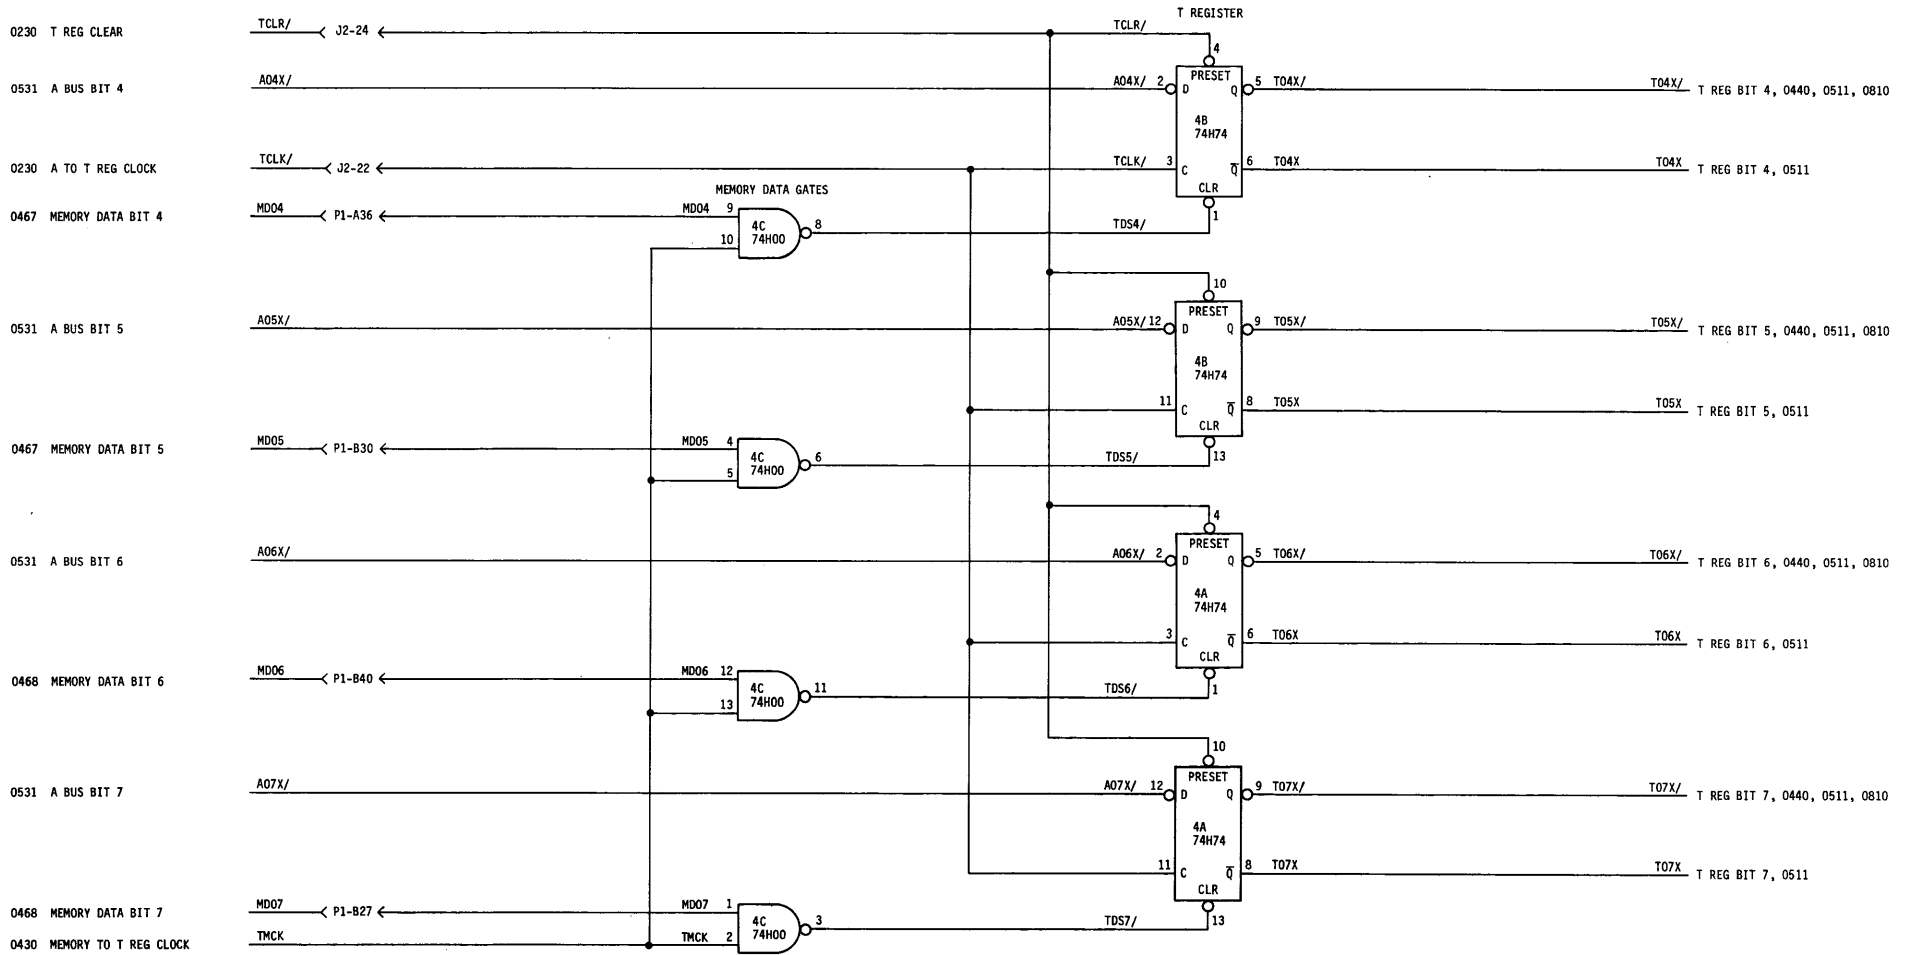 T REGISTER
0230 T REG CLEAR TCLR/ J2-24 TCLR/ 4
0531 A BUS BIT 4 A04X/ A04X/ 2 D PRESET Q 5 T04X/ T04X/ T REG BIT 4, 0440, 0511, 0810
4B
74H74
0230 A TO T REG CLOCK TCLK/ J2-22 TCLK/ 3 C Q 6 T04X T04X T REG BIT 4, 0511
CLR
1
MEMORY DATA GATES
0467 MEMORY DATA BIT 4 MD04 P1-A36 MD04 9
4C
74H00
10
8 TDS4/
10
PRESET
0531 A BUS BIT 5 A05X/ A05X/ 12 D Q 9 T05X/ T05X/ T REG BIT 5, 0440, 0511, 0810
4B
74H74
11 C Q 8 T05X T05X T REG BIT 5, 0511
CLR
13
0467 MEMORY DATA BIT 5 MD05 P1-B30 MD05 4
4C
74H00
5
6 TDS5/
4
PRESET
0531 A BUS BIT 6 A06X/ A06X/ 2 D Q 5 T06X/ T06X/ T REG BIT 6, 0440, 0511, 0810
4A
74H74
3 C Q 6 T06X T06X T REG BIT 6, 0511
CLR
1
0468 MEMORY DATA BIT 6 MD06 P1-B40 MD06 12
4C
74H00
13
11 TDS6/
10
PRESET
0531 A BUS BIT 7 A07X/ A07X/ 12 D Q 9 T07X/ T07X/ T REG BIT 7, 0440, 0511, 0810
4A
74H74
11 C Q 8 T07X T07X T REG BIT 7, 0511
CLR
13
0468 MEMORY DATA BIT 7 MD07 P1-B27 MD07 1
4C
74H00
3 TDS7/
0430 MEMORY TO T REG CLOCK TMCK TMCK 2